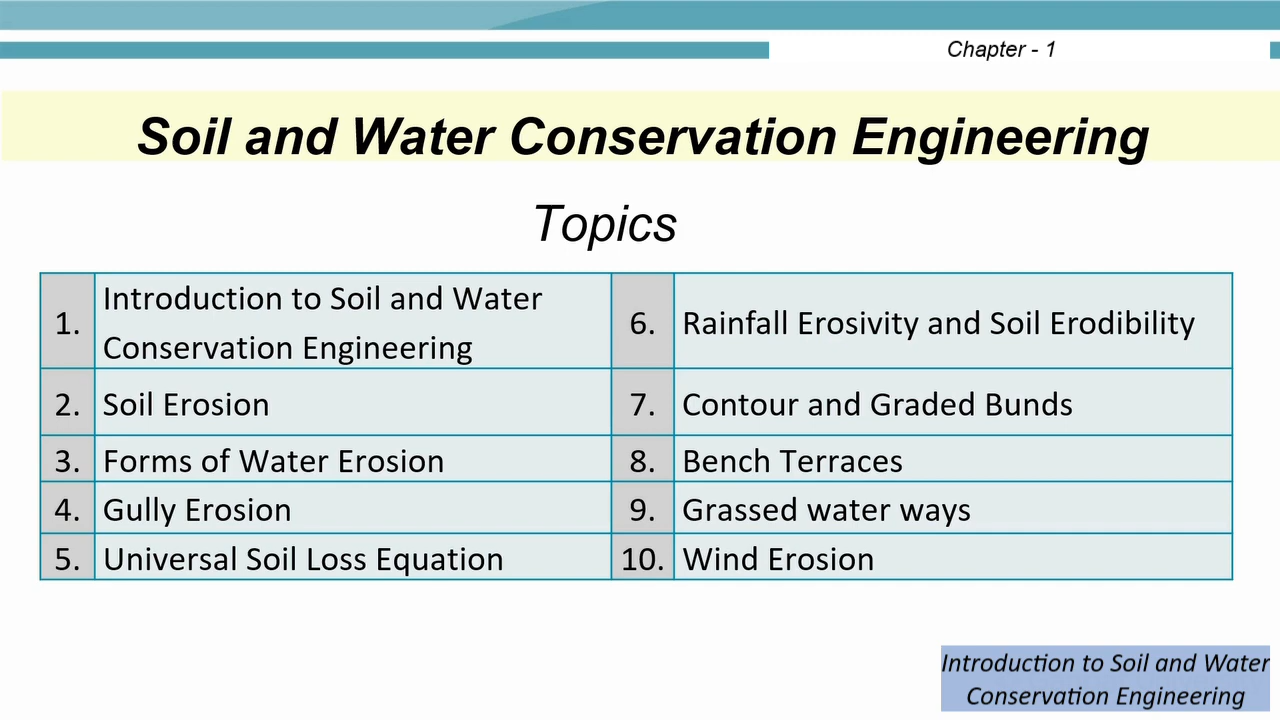 Chapter - 1
Soil and Water Conservation Engineering
Topics
1. Introduction to Soil and Water
Conservation Engineering
6. Rainfall Erosivity and Soil Erodibility
2. Soil Erosion
7. Contour and Graded Bunds
3. Forms of Water Erosion
8. Bench Terraces
4. Gully Erosion
9. Grassed water ways
5. Universal Soil Loss Equation
10. Wind Erosion
Introduction to Soil and Water
Conservation Engineering